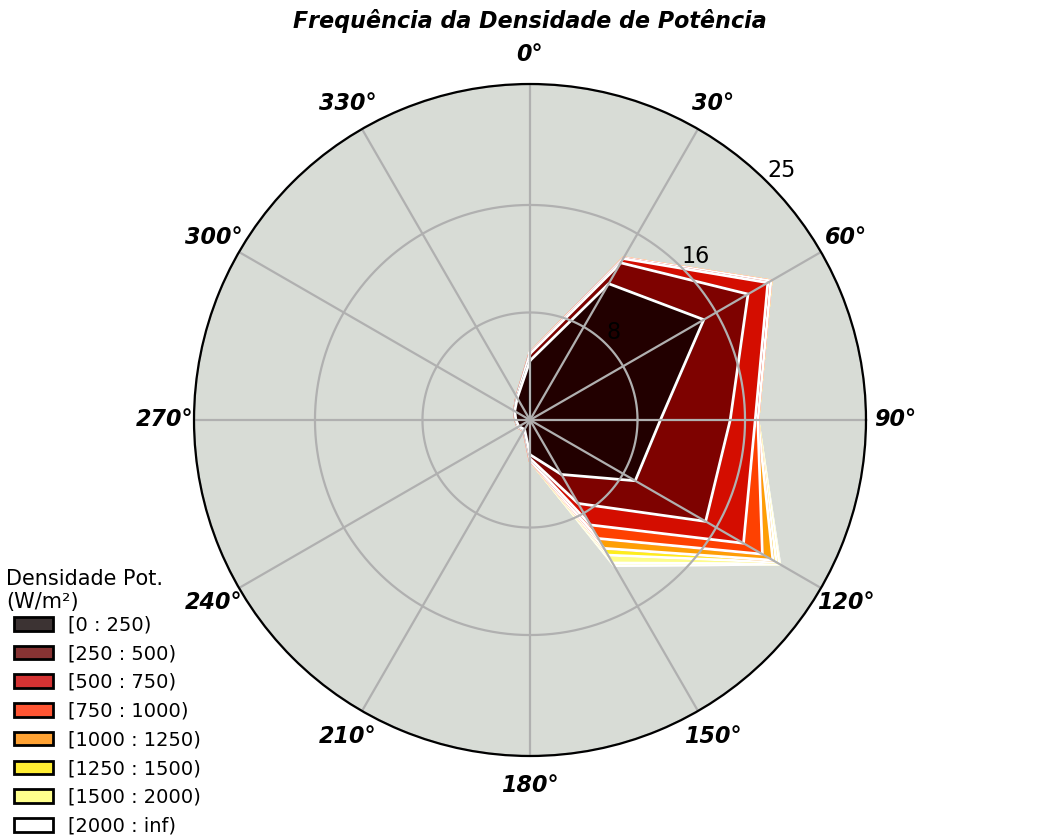 Frequência da Densidade de Potência
0°
30°
330°
25
60°
300°
16
8
90°
270°
Densidade Pot.
(W/m²)
120°
240°
[0 : 250)
[250 : 500)
[500 : 750)
[750 : 1000)
[1000 : 1250)
[1250 : 1500)
[1500 : 2000)
[2000 : inf)
150°
210°
180°